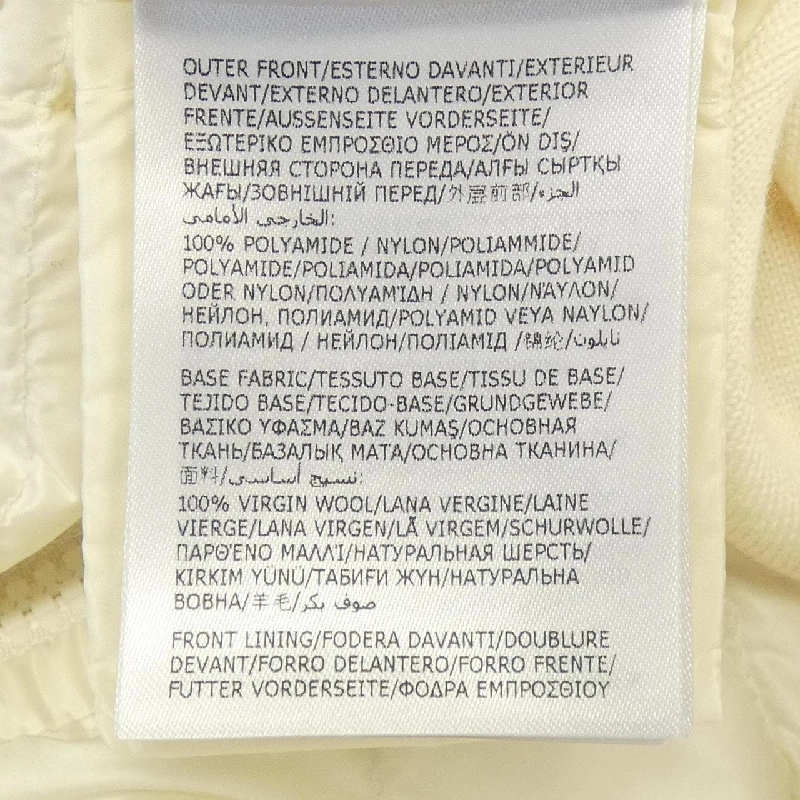 OUTER FRONT/ESTERNO DAVANTI/EXTERIEUR
DEVANT/EXTERNO DELANTERO/EXTERIOR
FRENTE/AUSSENSEITE VORDERSEITE/
ΕΞΩΤΕΡΙΚΟ ΕΜΠΡΟΣΘΙΟ ΜΕΡΟΣ/ÖN DIŞ/
ВНЕШНЯЯ СТОРОНА ПЕРЕДА/АЛҒЫ СЫРТҚЫ
ЖАҒЫ/ЗОВНІШНІЙ ПЕРЕД/外层前部/الجزء
الخارجي الأمامي:
100% POLYAMIDE / NYLON/POLIAMMIDE/
POLYAMIDE/POLIAMIDA/POLIAMIDA/POLYAMID
ODER NYLON/ΠΟΛΥΑΜΊΔΗ / NYLON/ΝΆΥΛΟΝ/
НЕЙЛОН, ПОЛИАМИД/POLYAMID VEYA NAYLON/
ПОЛИАМИД / НЕЙЛОН/ПОЛІАМІД /锦纶/نايلون
BASE FABRIC/TESSUTO BASE/TISSU DE BASE/
TEJIDO BASE/TECIDO-BASE/GRUNDGEWEBE/
ΒΑΣΙΚΟ ΥΦΑΣΜΑ/BAZ KUMAŞ/ОСНОВНАЯ
ТКАНЬ/БАЗАЛЫҚ МАТА/ОСНОВНА ТКАНИНА/
面料/نسيج أساسي:
100% VIRGIN WOOL/LANA VERGINE/LAINE
VIERGE/LANA VIRGEN/LÃ VIRGEM/SCHURWOLLE/
ΠΑΡΘΈΝΟ ΜΑΛΛΊ/НАТУРАЛЬНАЯ ШЕРСТЬ/
KIRKIM YÜNÜ/ТАБИҒИ ЖҮН/НАТУРАЛЬНА
ВОВНА/羊毛/صوف بكر
FRONT LINING/FODERA DAVANTI/DOUBLURE
DEVANT/FORRO DELANTERO/FORRO FRENTE/
FUTTER VORDERSEITE/ΦΟΔΡΑ ΕΜΠΡΟΣΘΙΟΥ